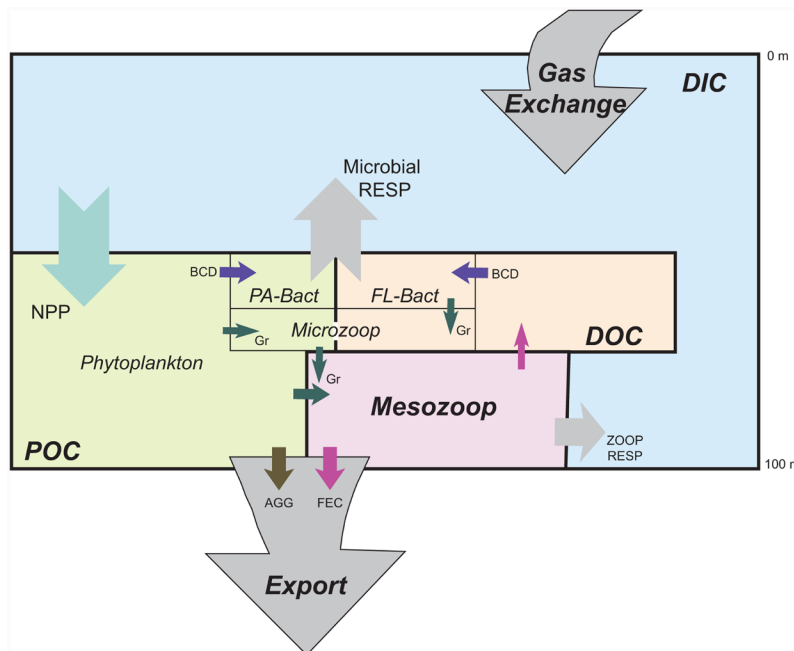 0 m
Gas
Exchange
DIC
Microbial
RESP
BCD
BCD
PA-Bact
FL-Bact
NPP
Gr
Microzoop
Gr
DOC
Phytoplankton
Gr
Mesozoop
POC
ZOOP
RESP
100 m
AGG
FEC
Export